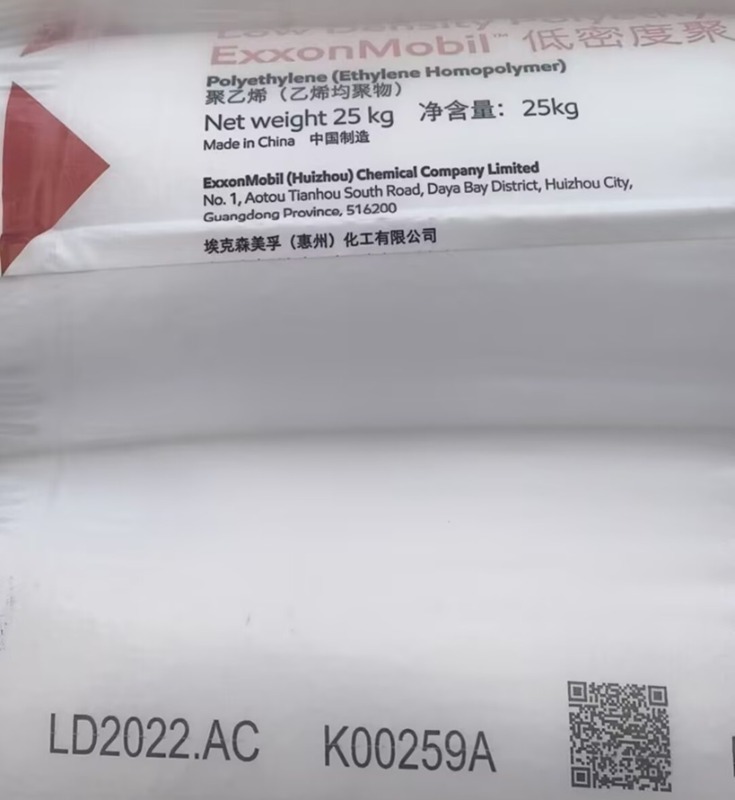 Low Density
ExxonMobil™ 低密度聚
Polyethylene (Ethylene Homopolymer)
聚乙烯（乙烯均聚物）
Net weight 25 kg 净含量：25kg
Made in China 中国制造
ExxonMobil (Huizhou) Chemical Company Limited
No. 1, Aotou Tianhou South Road, Daya Bay District, Huizhou City,
Guangdong Province, 516200
埃克森美孚（惠州）化工有限公司
LD2022.AC K00259A